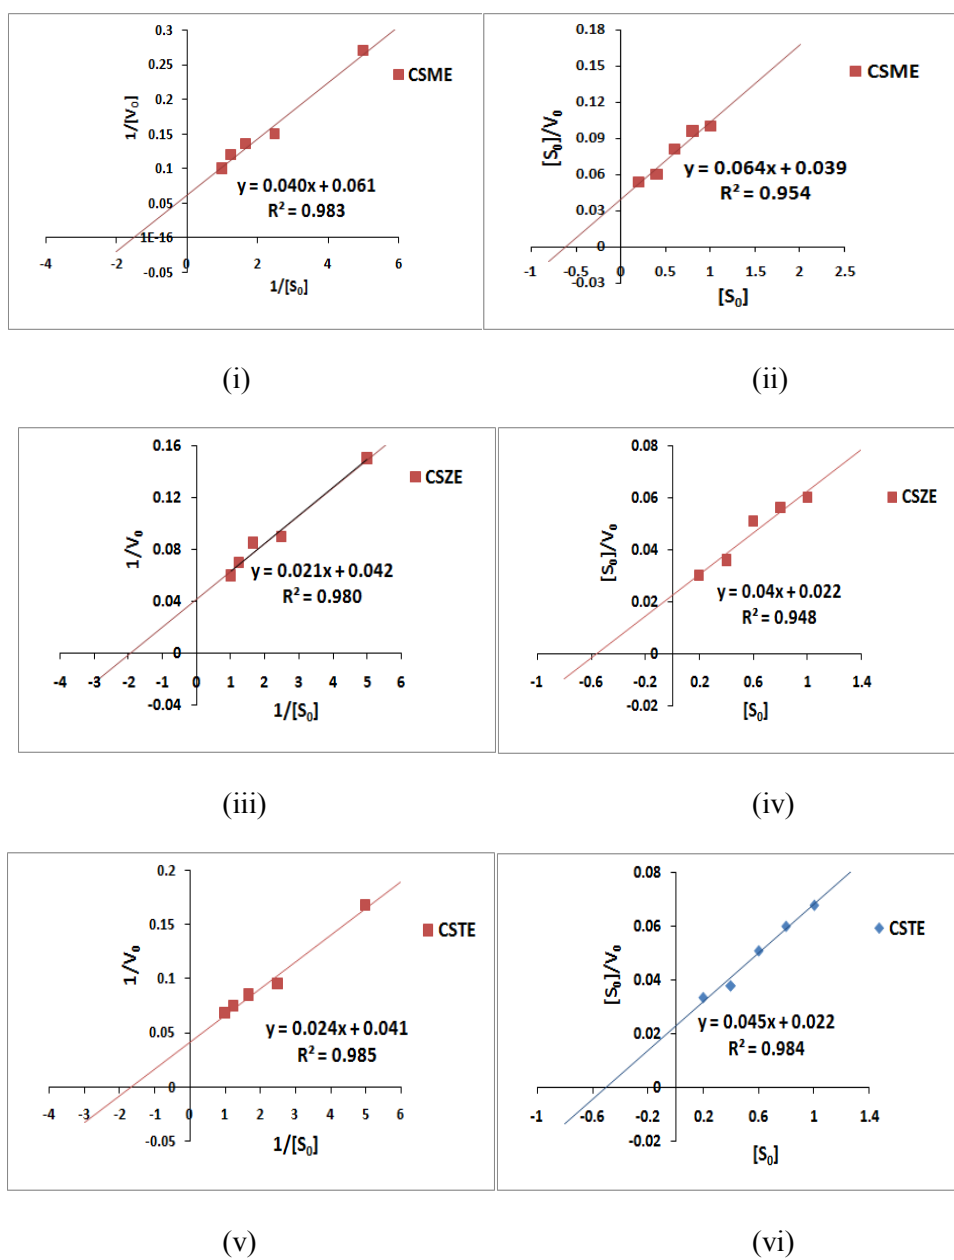 0.3
0.25
0.2
0.15
0.1
0.05
1E-16
-0.05
-4
-2
0
2
4
6
1/[V₀]
1/[S₀]
CSME
y = 0.040x + 0.061
R² = 0.983
(i)
0.18
0.15
0.12
0.09
0.06
0.03
0
-0.03
-1
-0.5
0
0.5
1
1.5
2
2.5
[S₀]/V₀
[S₀]
CSME
y = 0.064x + 0.039
R² = 0.954
(ii)
0.16
0.12
0.08
0.04
0
-0.04
-4
-3
-2
-1
0
1
2
3
4
5
6
1/V₀
1/[S₀]
CSZE
y = 0.021x + 0.042
R² = 0.980
(iii)
0.08
0.06
0.04
0.02
0
-0.02
-1
-0.6
-0.2
0.2
0.6
1
1.4
[S₀]/V₀
[S₀]
CSZE
y = 0.04x + 0.022
R² = 0.948
(iv)
0.2
0.15
0.1
0.05
0
-0.05
-4
-3
-2
-1
0
1
2
3
4
5
6
1/V₀
1/[S₀]
CSTE
y = 0.024x + 0.041
R² = 0.985
(v)
0.08
0.06
0.04
0.02
0
-0.02
-1
-0.6
-0.2
0.2
0.6
1
1.4
[S₀]/V₀
[S₀]
CSTE
y = 0.045x + 0.022
R² = 0.984
(vi)